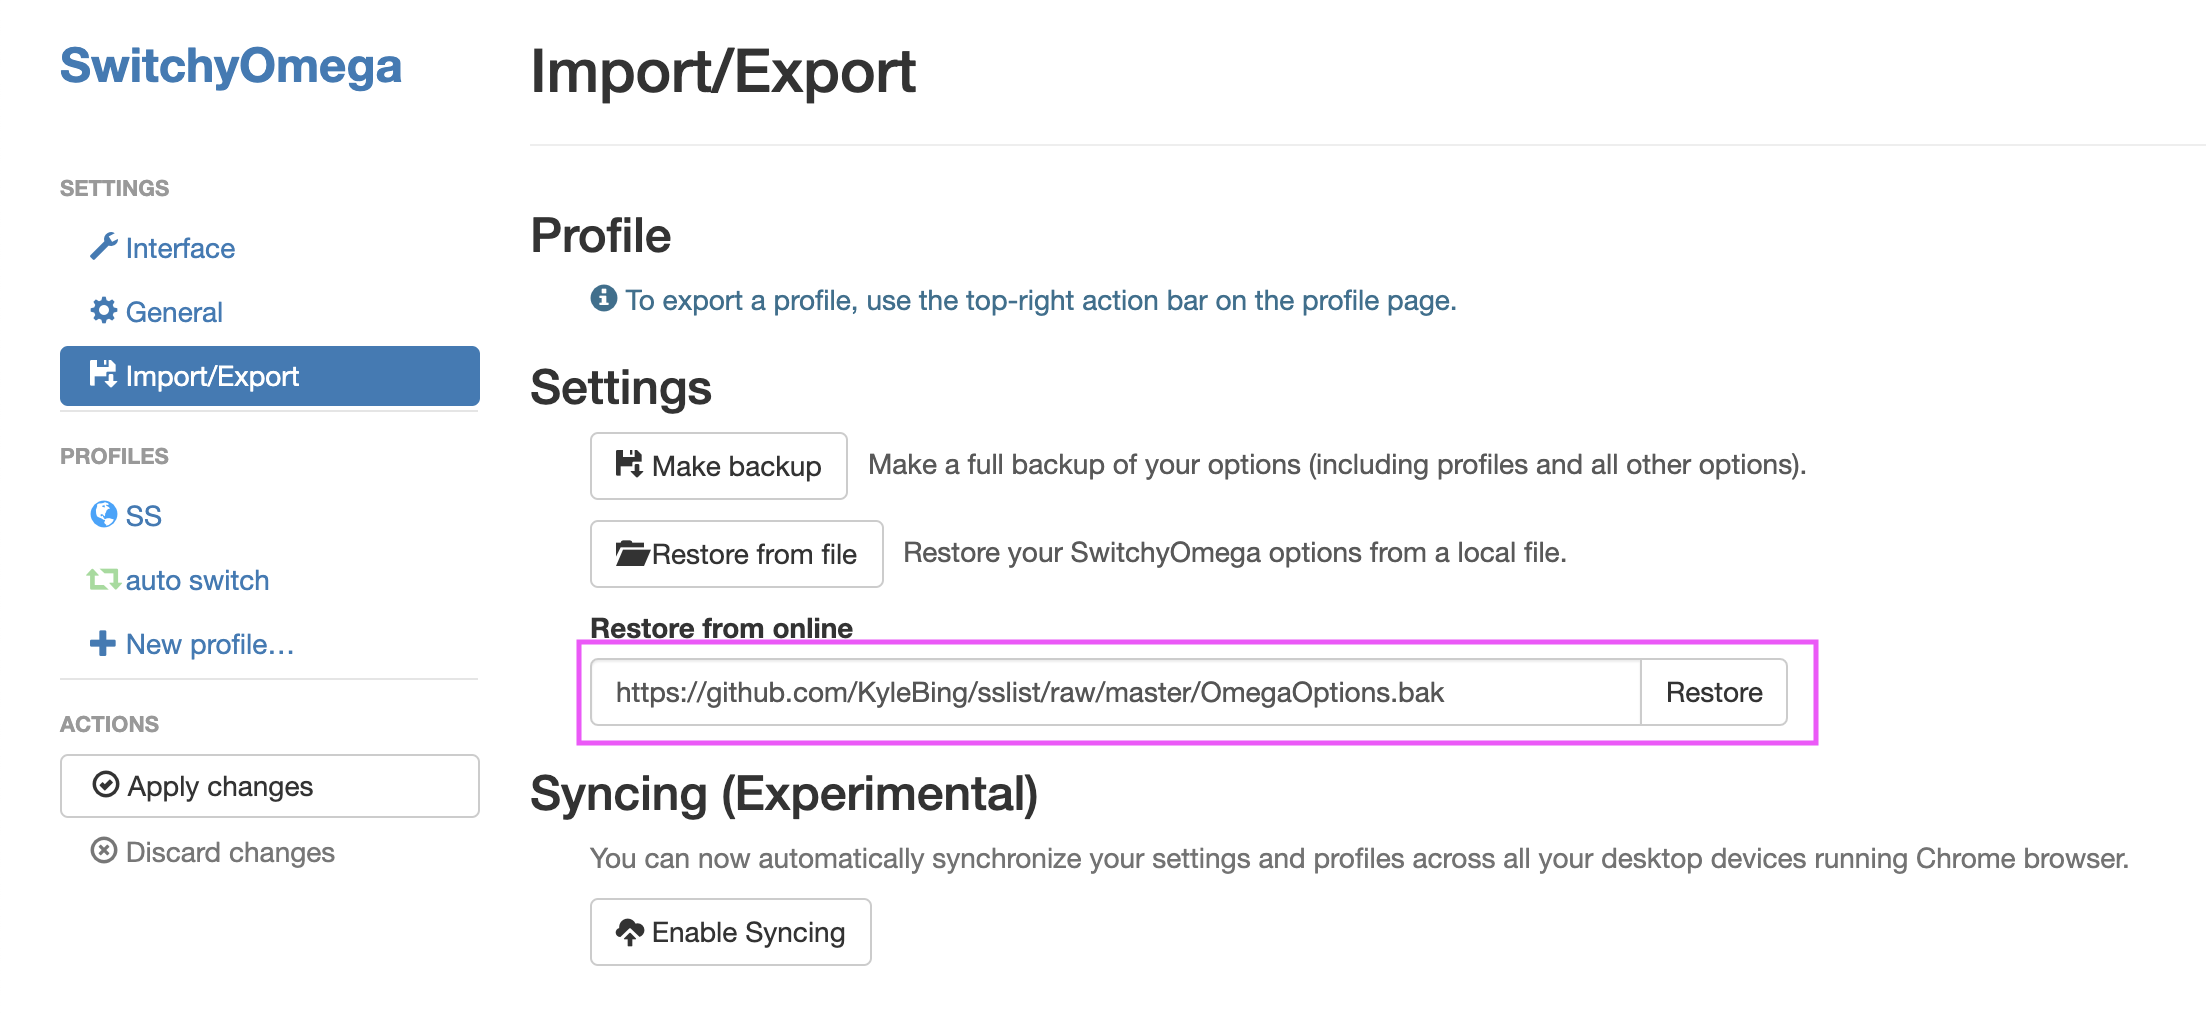 SwitchyOmega
SETTINGS
Interface
General
Import/Export
PROFILES
SS
auto switch
New profile…
ACTIONS
Apply changes
Discard changes
Import/Export
Profile
To export a profile, use the top-right action bar on the profile page.
Settings
Make backup Make a full backup of your options (including profiles and all other options).
Restore from file Restore your SwitchyOmega options from a local file.
Restore from online
https://github.com/KyleBing/sslist/raw/master/OmegaOptions.bak Restore
Syncing (Experimental)
You can now automatically synchronize your settings and profiles across all your desktop devices running Chrome browser.
Enable Syncing